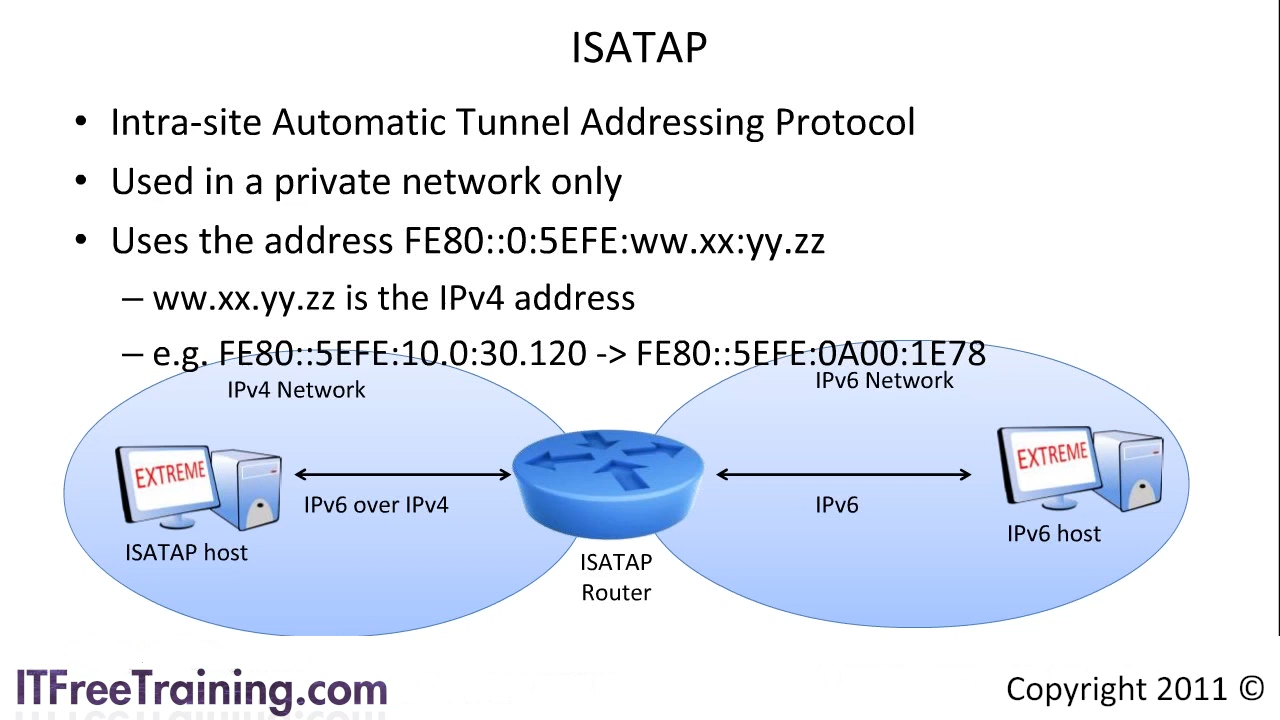 ISATAP
• Intra-site Automatic Tunnel Addressing Protocol
• Used in a private network only
• Uses the address FE80::0:5EFE:ww.xx:yy.zz
– ww.xx.yy.zz is the IPv4 address
– e.g. FE80::5EFE:10.0:30.120 -> FE80::5EFE:0A00:1E78
IPv4 Network
IPv6 Network
EXTREME
EXTREME
IPv6 over IPv4
IPv6
ISATAP host
IPv6 host
ISATAP
Router
ITFreeTraining.com
Copyright 2011 ©